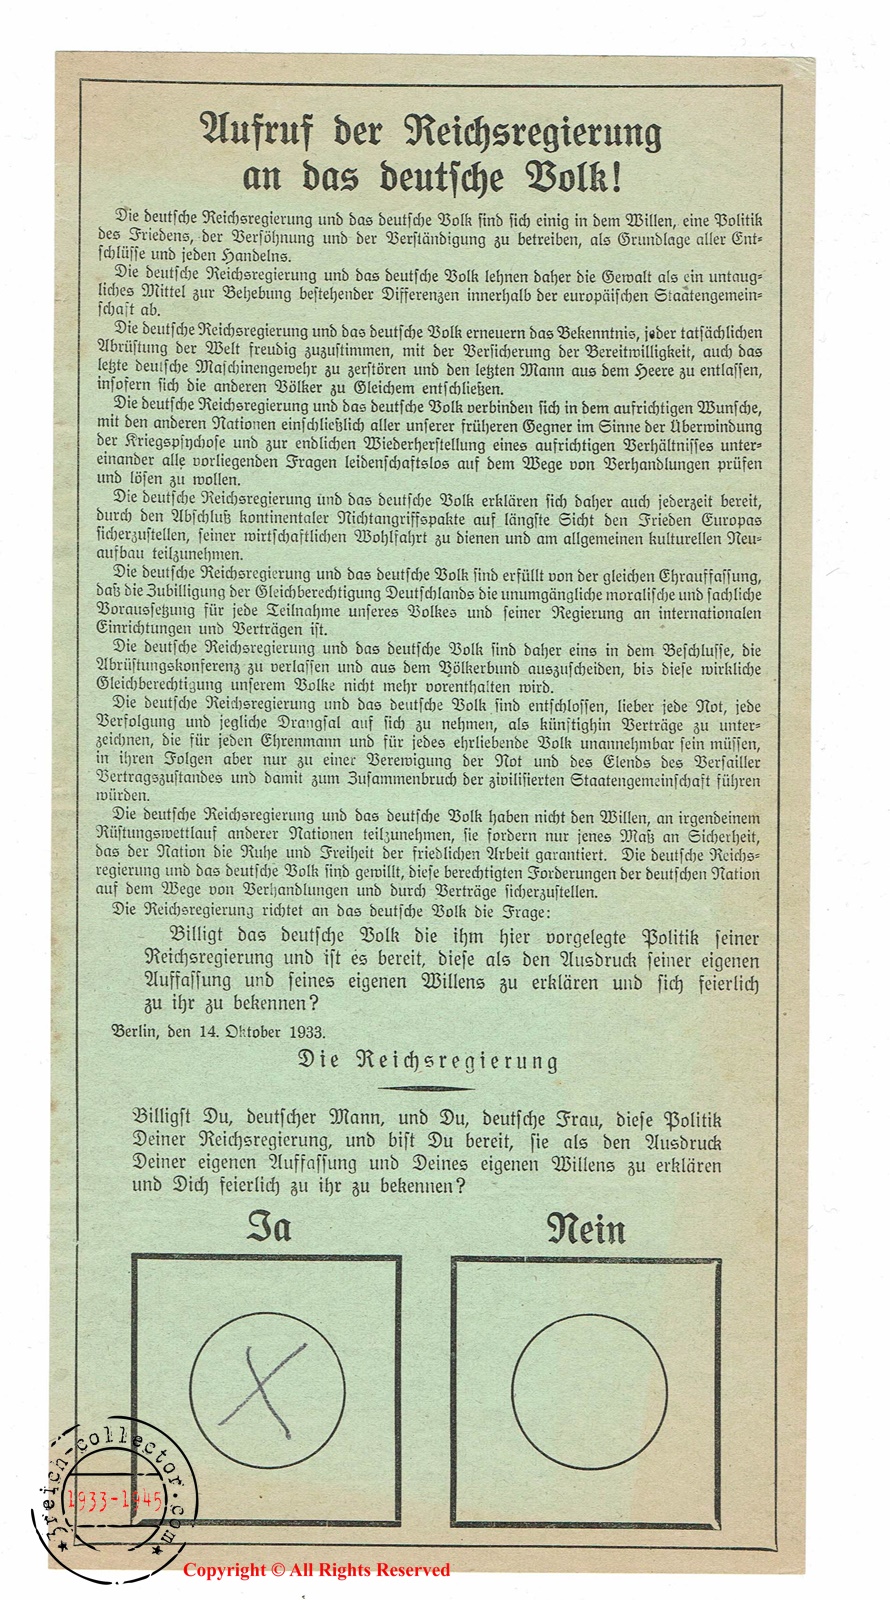 Aufruf der Reichsregierung
an das deutsche Volk!
Die deutsche Reichsregierung und das deutsche Volk sind sich einig in dem Willen, eine Politik
des Friedens, der Versöhnung und der Verständigung zu betreiben, als Grundlage aller Ent-
schlüsse und jeden Handelns.
Die deutsche Reichsregierung und das deutsche Volk lehnen daher die Gewalt als ein untaug-
liches Mittel zur Behebung bestehender Differenzen innerhalb der europäischen Staatengemein-
schaft ab.
Die deutsche Reichsregierung und das deutsche Volk erneuern das Bekenntnis, jeder tatsächlichen
Abrüstung der Welt freudig zuzustimmen, mit der Versicherung der Bereitwilligkeit, auch das
letzte deutsche Maschinengewehr zu zerstören und den letzten Mann aus dem Heere zu entlassen,
insofern sich die anderen Völker zu Gleichem entschließen.
Die deutsche Reichsregierung und das deutsche Volk verbinden sich in dem aufrichtigen Wunsche,
mit den anderen Nationen einschließlich aller unserer früheren Gegner im Sinne der Überwindung
der Kriegspsychose und zur endlichen Wiederherstellung eines aufrichtigen Verhältnisses unter-
einander alle vorliegenden Fragen leidenschaftslos auf dem Wege von Verhandlungen prüfen
und lösen zu wollen.
Die deutsche Reichsregierung und das deutsche Volk erklären sich daher auch jederzeit bereit,
durch den Abschluß kontinentaler Nichtangriffspakte auf längste Sicht den Frieden Europas
sicherzustellen, seiner wirtschaftlichen Wohlfahrt zu dienen und am allgemeinen kulturellen Neu-
aufbau teilzunehmen.
Die deutsche Reichsregierung und das deutsche Volk sind erfüllt von der gleichen Ehrauffassung,
daß die Zubilligung der Gleichberechtigung Deutschlands die unumgängliche moralische und sachliche
Voraussetzung für jede Teilnahme unseres Volkes und seiner Regierung an internationalen
Einrichtungen und Verträgen ist.
Die deutsche Reichsregierung und das deutsche Volk sind daher eins in dem Beschlusse, die
Abrüstungskonferenz zu verlassen und aus dem Völkerbund auszuscheiden, bis diese wirkliche
Gleichberechtigung unserem Volke nicht mehr vorenthalten wird.
Die deutsche Reichsregierung und das deutsche Volk sind entschlossen, lieber jede Not, jede
Verfolgung und jegliche Drangsal auf sich zu nehmen, als künftighin Verträge zu unter-
zeichnen, die für jeden Ehrenmann und für jedes ehrliebende Volk unannehmbar sein müssen,
in ihren Folgen aber nur zu einer Verewigung der Not und des Elends des Versailler
Vertragszustandes und damit zum Zusammenbruch der zivilisierten Staatengemeinschaft führen
würden.
Die deutsche Reichsregierung und das deutsche Volk haben nicht den Willen, an irgendeinem
Rüstungswettlauf anderer Nationen teilzunehmen, sie fordern nur jenes Maß an Sicherheit,
das der Nation die Ruhe und Freiheit der friedlichen Arbeit garantiert. Die deutsche Reichs-
regierung und das deutsche Volk sind gewillt, diese berechtigten Forderungen der deutschen Nation
auf dem Wege von Verhandlungen und durch Verträge sicherzustellen.
Die Reichsregierung richtet an das deutsche Volk die Frage:
Billigt das deutsche Volk die ihm hier vorgelegte Politik seiner
Reichsregierung und ist es bereit, diese als den Ausdruck seiner eigenen
Auffassung und seines eigenen Willens zu erklären und sich feierlich
zu ihr zu bekennen?
Berlin, den 14. Oktober 1933.
Die Reichsregierung
Billigst Du, deutscher Mann, und Du, deutsche Frau, diese Politik
Deiner Reichsregierung, und bist Du bereit, sie als den Ausdruck
Deiner eigenen Auffassung und Deines eigenen Willens zu erklären
und Dich feierlich zu ihr zu bekennen?
Ja Nein
X
3reich-collector.com
1933-1945
Copyright © All Rights Reserved